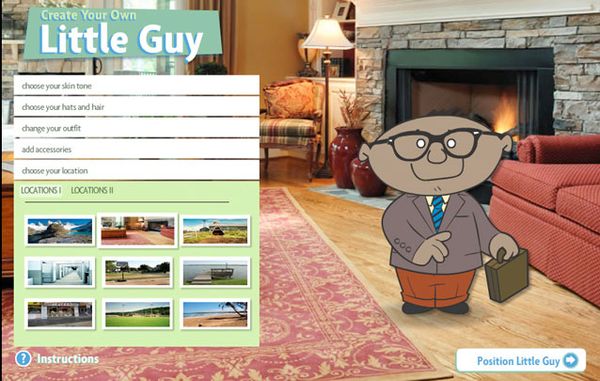 Create Your Own
Little Guy
choose your skin tone
choose your hats and hair
change your outfit
add accessories
choose your location
LOCATIONS I LOCATIONS II
? Instructions
Position Little Guy